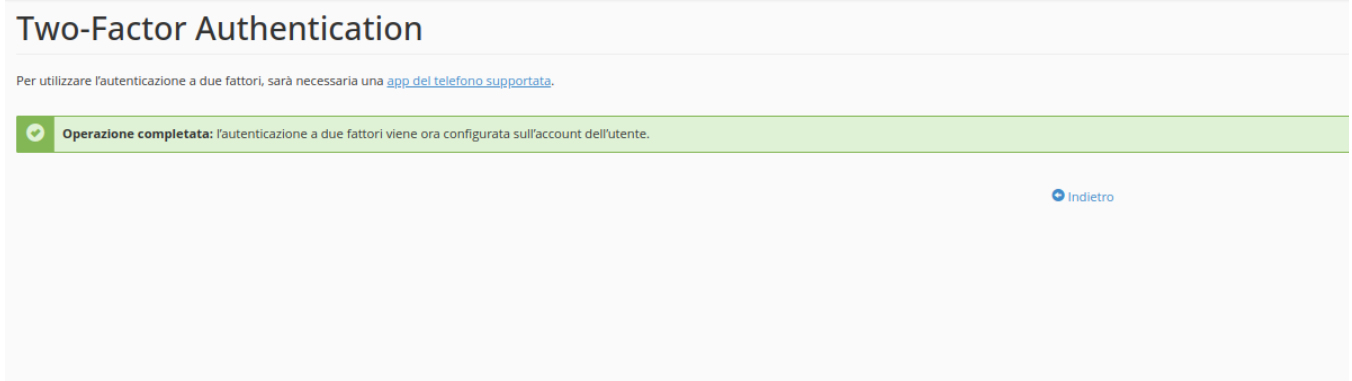 Two-Factor Authentication
Per utilizzare l'autenticazione a due fattori, sarà necessaria una app del telefono supportata.
Operazione completata: l'autenticazione a due fattori viene ora configurata sull'account dell'utente.
Indietro